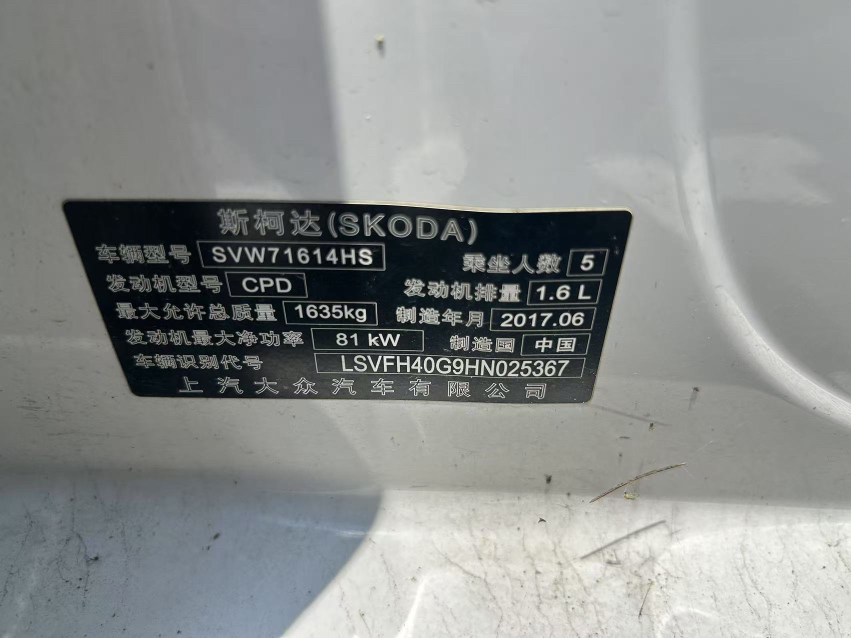 斯柯达(SKODA)
车辆型号 SVW71614HS 乘坐人数 5
发动机型号 CPD 发动机排量 1.6 L
最大允许总质量 1635kg 制造年月 2017.06
发动机最大净功率 81 kW 制造国 中国
车辆识别代号 LSVFH40G9HN025367
上汽大众汽车有限公司